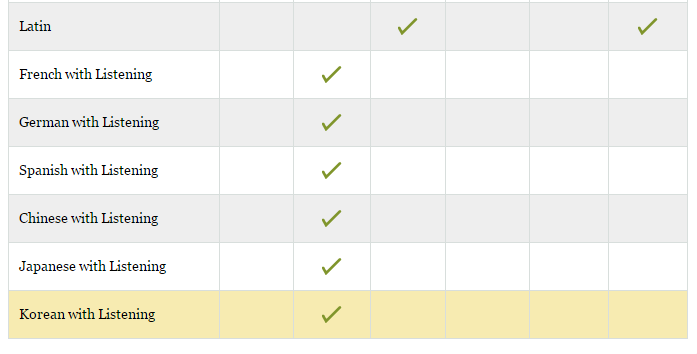 Latin
French with Listening
German with Listening
Spanish with Listening
Chinese with Listening
Japanese with Listening
Korean with Listening